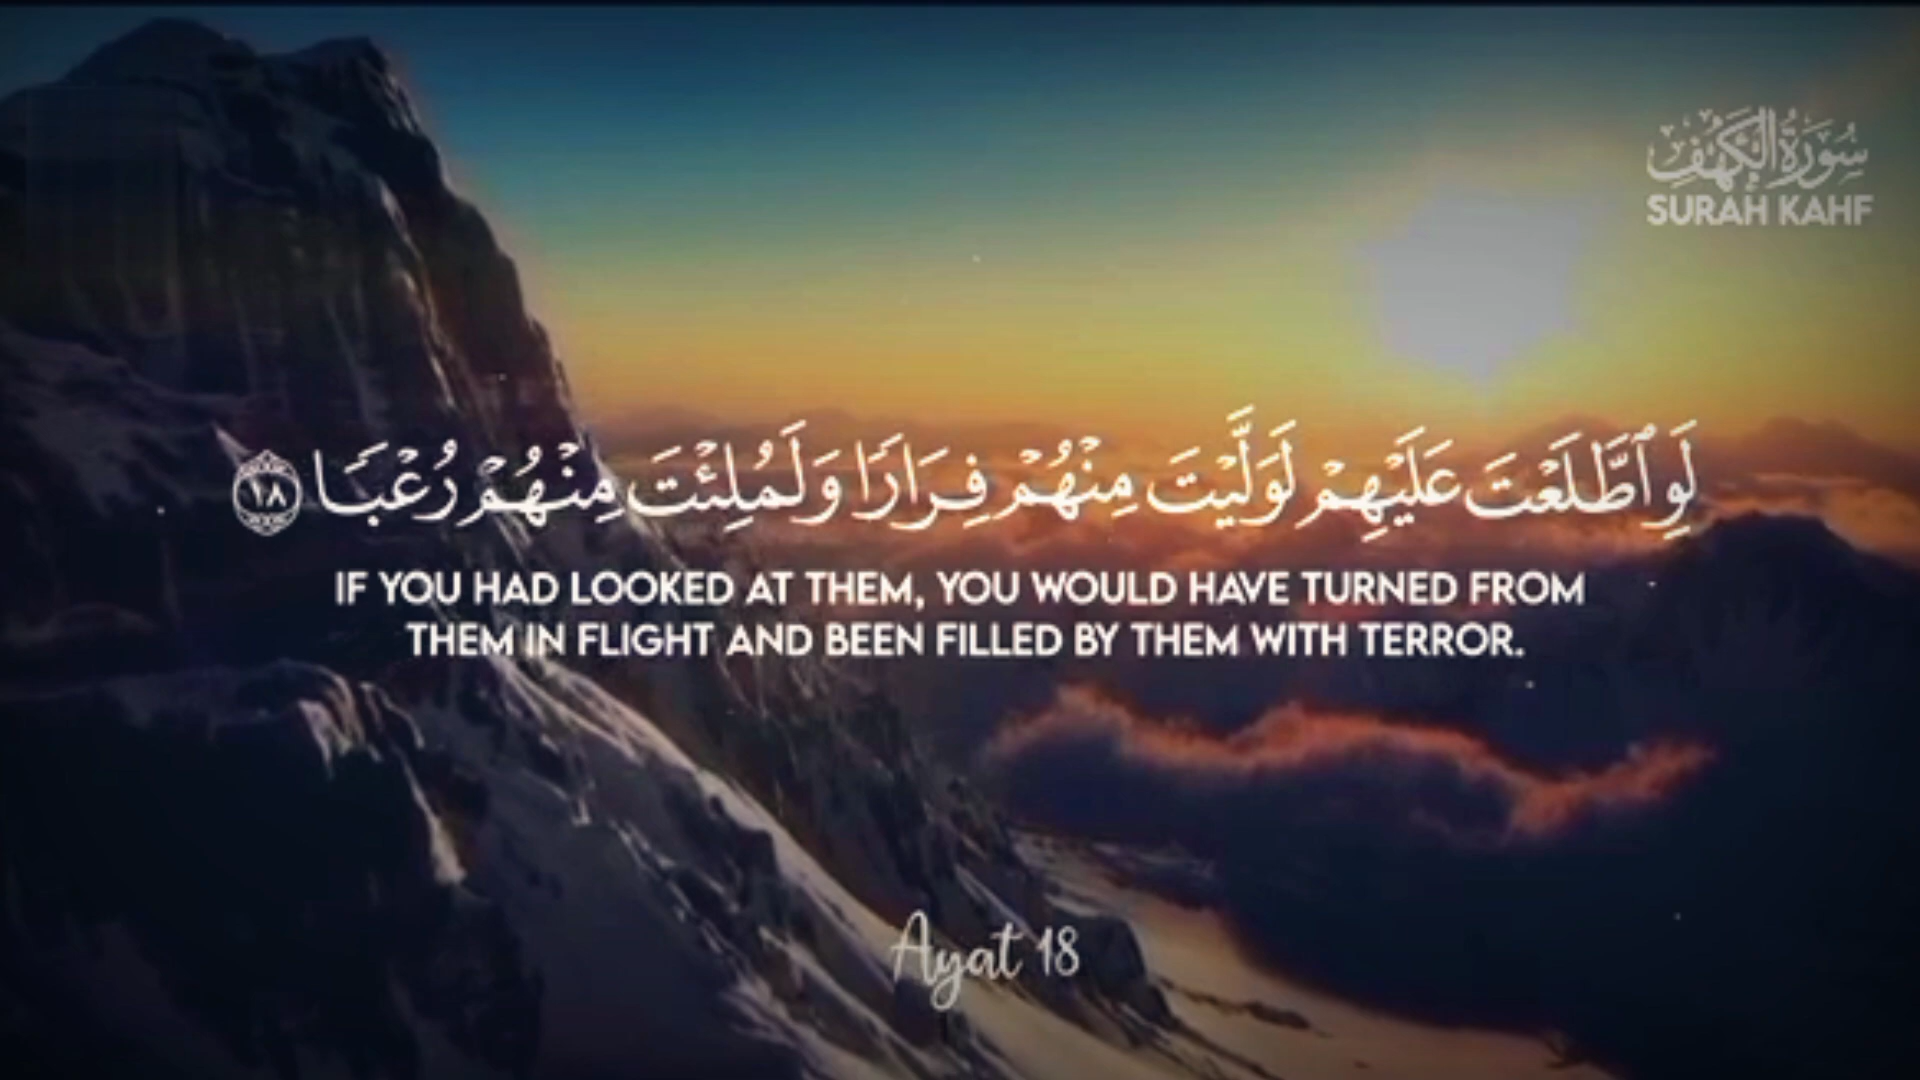 سُورَةُ الْكَهْفِ
SURAH KAHF
لَوِ ٱطَّلَعْتَ عَلَيْهِمْ لَوَلَّيْتَ مِنْهُمْ فِرَارًا وَلَمُلِئْتَ مِنْهُمْ رُعْبًا ١٨
IF YOU HAD LOOKED AT THEM, YOU WOULD HAVE TURNED FROM
THEM IN FLIGHT AND BEEN FILLED BY THEM WITH TERROR.
Ayat 18